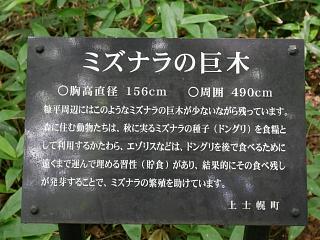 ミズナラの巨木
○胸高直径 156cm ○周囲 490cm
糠平周辺にはこのようなミズナラの巨木が少ないながら残っています。
森に住む動物たちは、秋に実るミズナラの種子（ドングリ）を食糧と
して利用するかたわら、エゾリスなどは、ドングリを後で食べるために
遠くまで運んで埋める習性（貯食）があり、結果的にその食べ残し
が発芽することで、ミズナラの繁殖を助けています。
上士幌町